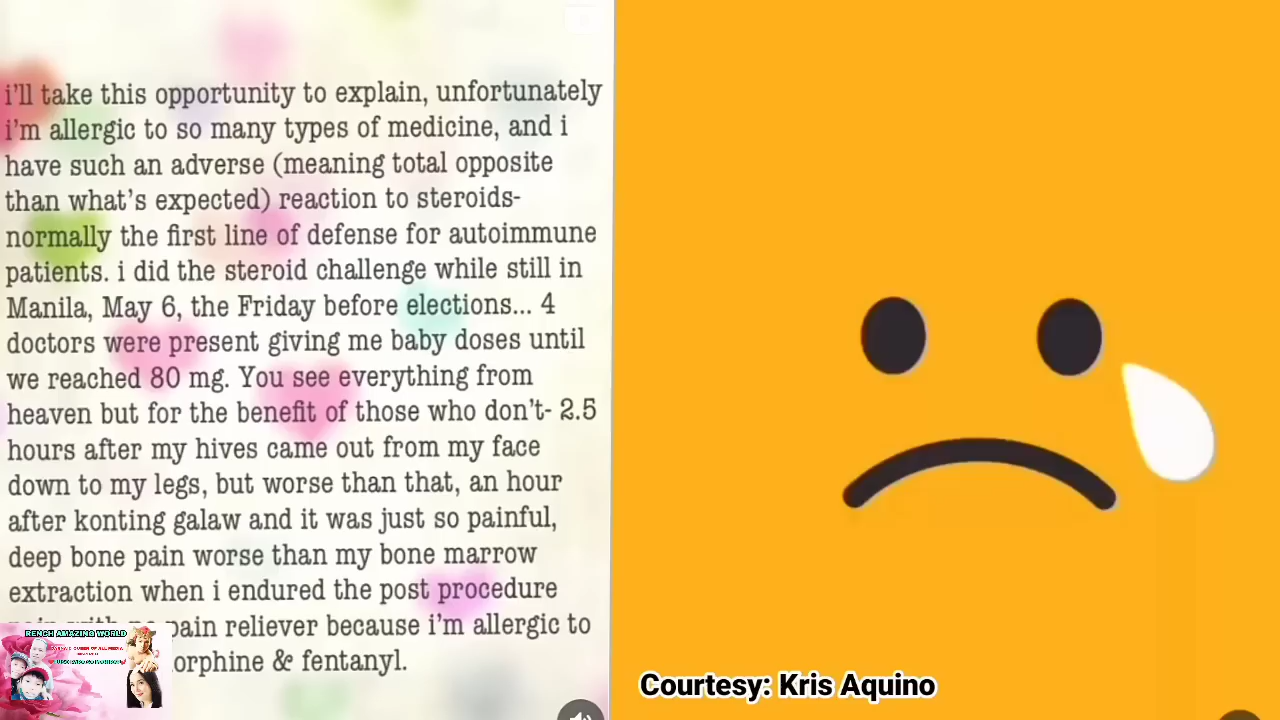 i'll take this opportunity to explain, unfortunately
i'm allergic to so many types of medicine, and i
have such an adverse (meaning total opposite
than what's expected) reaction to steroids-
normally the first line of defense for autoimmune
patients. i did the steroid challenge while still in
Manila, May 6, the Friday before elections... 4
doctors were present giving me baby doses until
we reached 80 mg. You see everything from
heaven but for the benefit of those who don't- 2.5
hours after my hives came out from my face
down to my legs, but worse than that, an hour
after konting galaw and it was just so painful,
deep bone pain worse than my bone marrow
extraction when i endured the post procedure
pain reliever because i'm allergic to
orphine & fentanyl.
RENCH AMAZING WORLD
Courtesy: Kris Aquino